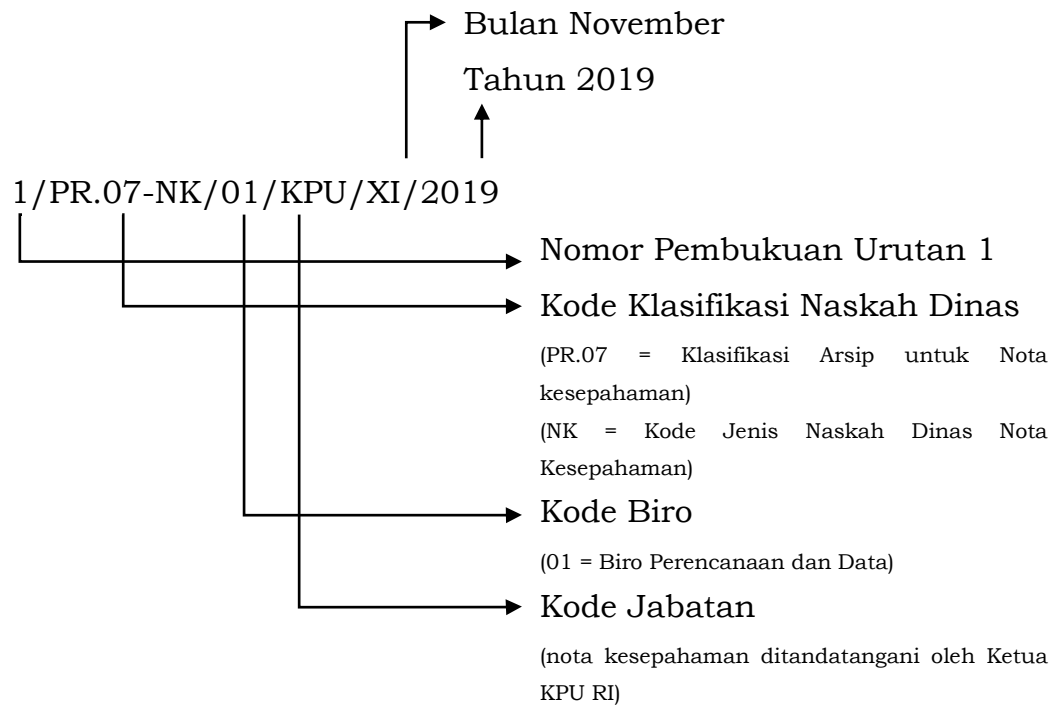 Bulan November
Tahun 2019
1/PR.07-NK/01/KPU/XI/2019
Nomor Pembukuan Urutan 1
Kode Klasifikasi Naskah Dinas
(PR.07 = Klasifikasi Arsip untuk Nota
kesepahaman)
(NK = Kode Jenis Naskah Dinas Nota
Kesepahaman)
Kode Biro
(01 = Biro Perencanaan dan Data)
Kode Jabatan
(nota kesepahaman ditandatangani oleh Ketua
KPU RI)